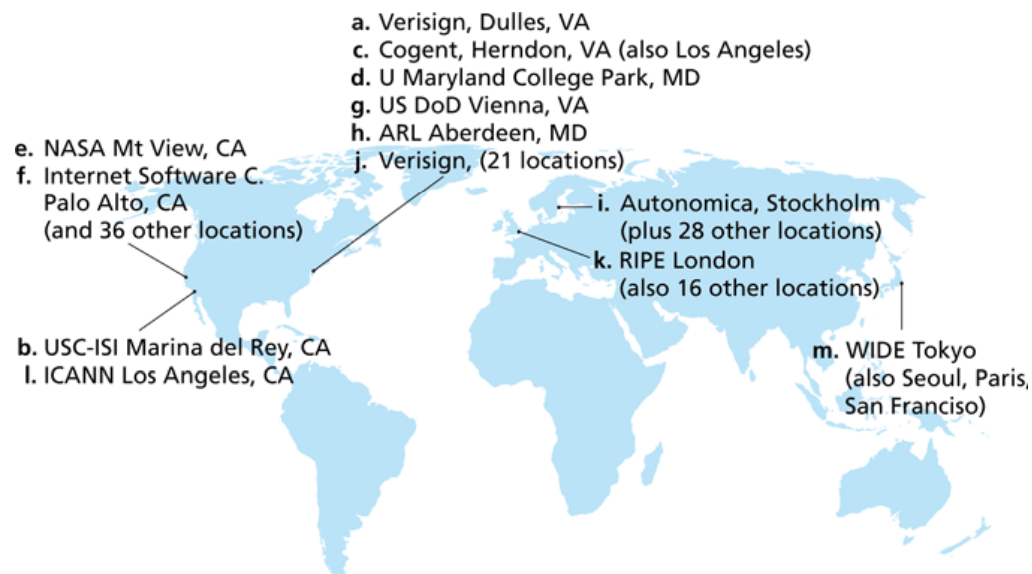 a. Verisign, Dulles, VA
c. Cogent, Herndon, VA (also Los Angeles)
d. U Maryland College Park, MD
g. US DoD Vienna, VA
h. ARL Aberdeen, MD
j. Verisign, (21 locations)
e. NASA Mt View, CA
f. Internet Software C.
Palo Alto, CA
(and 36 other locations)
i. Autonomica, Stockholm
(plus 28 other locations)
k. RIPE London
(also 16 other locations)
b. USC-ISI Marina del Rey, CA
l. ICANN Los Angeles, CA
m. WIDE Tokyo
(also Seoul, Paris,
San Franciso)